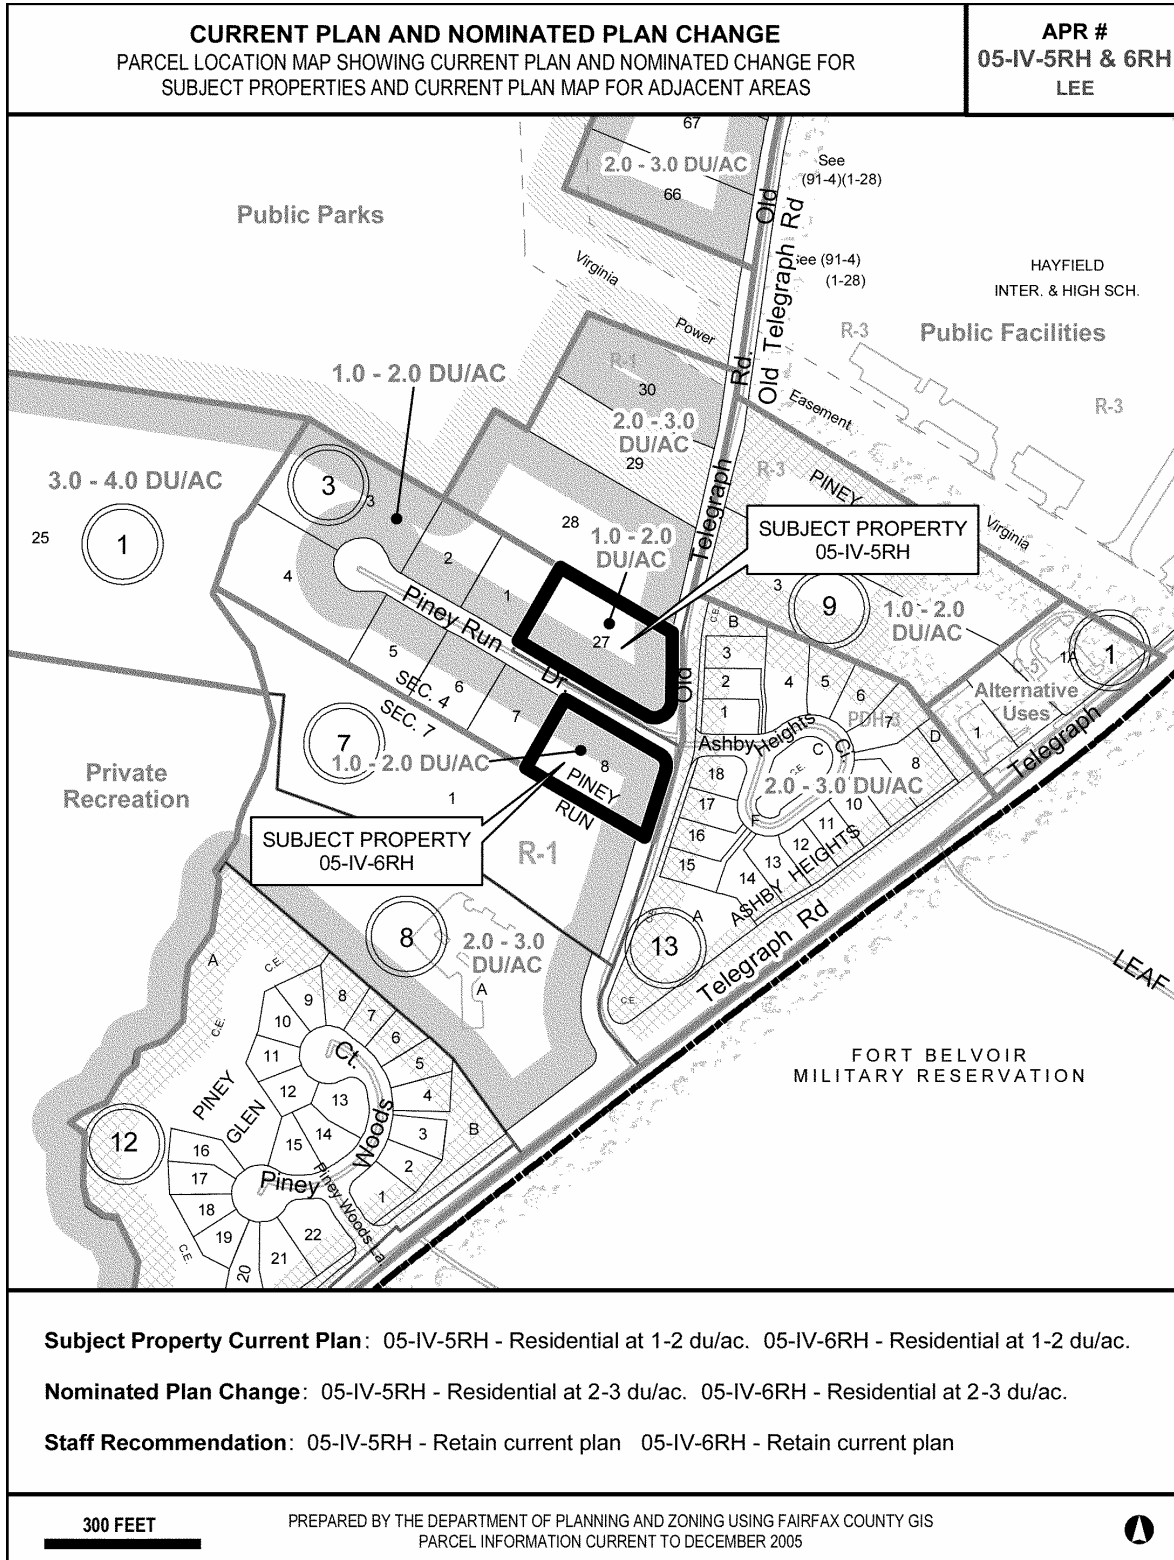 CURRENT PLAN AND NOMINATED PLAN CHANGE
PARCEL LOCATION MAP SHOWING CURRENT PLAN AND NOMINATED CHANGE FOR
SUBJECT PROPERTIES AND CURRENT PLAN MAP FOR ADJACENT AREAS
APR #
05-IV-5RH & 6RH
LEE
67
2.0 - 3.0 DU/AC
66
See
(91-4)(1-28)
Old
Old Telegraph Rd
See (91-4)
(1-28)
Public Parks
HAYFIELD
INTER. & HIGH SCH.
Virginia
Power
R-3
Public Facilities
R-1
1.0 - 2.0 DU/AC
30
Rd.
Easement
R-3
2.0 - 3.0
DU/AC
29
Telegraph
R-3
PINEY
3.0 - 4.0 DU/AC
3
3
25
1
28
1.0 - 2.0
DU/AC
SUBJECT PROPERTY
05-IV-5RH
Virginia
2
4
1
Piney Run
Dr.
27
3
9
1.0 - 2.0
DU/AC
C.E.
B
1A
1
C-5
5
6
7
SEC. 4
SEC. 7
Old
3
2
1
4
5
6
7
PDH-3
D
Alternative
Uses
1
Ashby Heights
Ct.
C
C.E.
Telegraph
7
1.0 - 2.0 DU/AC
1
8
PINEY
RUN
18
2.0 - 3.0 DU/AC
8
Private
Recreation
17
F
10
11
12
16
SUBJECT PROPERTY
05-IV-6RH
R-1
15
14
13
ASHBY HEIGHTS
8
2.0 - 3.0
DU/AC
A
13
A
Telegraph Rd
LEAF
A
C.E.
C.E.
C.E.
9
8
7
10
6
11
5
Ct.
12
13
4
FORT BELVOIR
MILITARY RESERVATION
PINEY
GLEN
12
14
15
3
B
Woods
16
2
17
Piney
1
Piney Woods La.
18
19
22
21
20
C.E.
Subject Property Current Plan: 05-IV-5RH - Residential at 1-2 du/ac. 05-IV-6RH - Residential at 1-2 du/ac.
Nominated Plan Change: 05-IV-5RH - Residential at 2-3 du/ac. 05-IV-6RH - Residential at 2-3 du/ac.
Staff Recommendation: 05-IV-5RH - Retain current plan 05-IV-6RH - Retain current plan
300 FEET
PREPARED BY THE DEPARTMENT OF PLANNING AND ZONING USING FAIRFAX COUNTY GIS
PARCEL INFORMATION CURRENT TO DECEMBER 2005